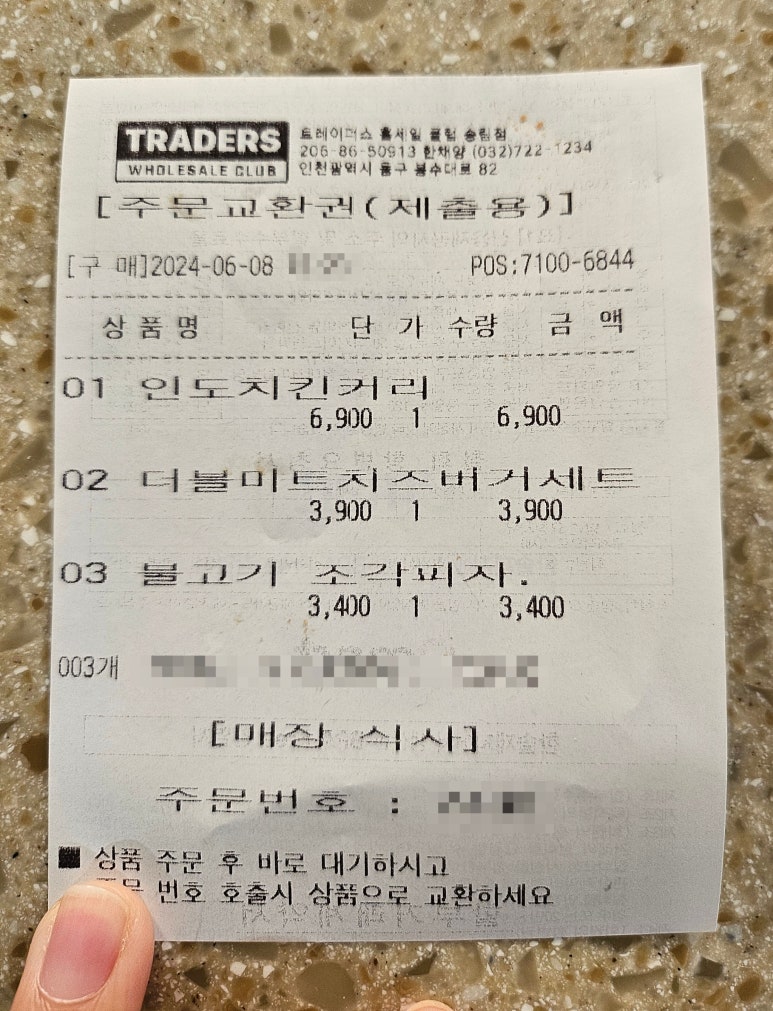 TRADERS
WHOLESALE CLUB
트레이더스 홀세일 클럽 송림점
206-86-50913 한채양 (032)722-1234
인천광역시 동구 봉수대로 82
[주문교환권(제출용)]
[구 매]2024-06-08 POS:7100-6844
상 품 명 단 가 수량 금 액
01 인도치킨커리
6,900 1 6,900
02 더블미트치즈버거세트
3,900 1 3,900
03 불고기 조각피자.
3,400 1 3,400
003개
[매장 식사]
주문번호 :
■ 상품 주문 후 바로 대기하시고
번호 호출시 상품으로 교환하세요